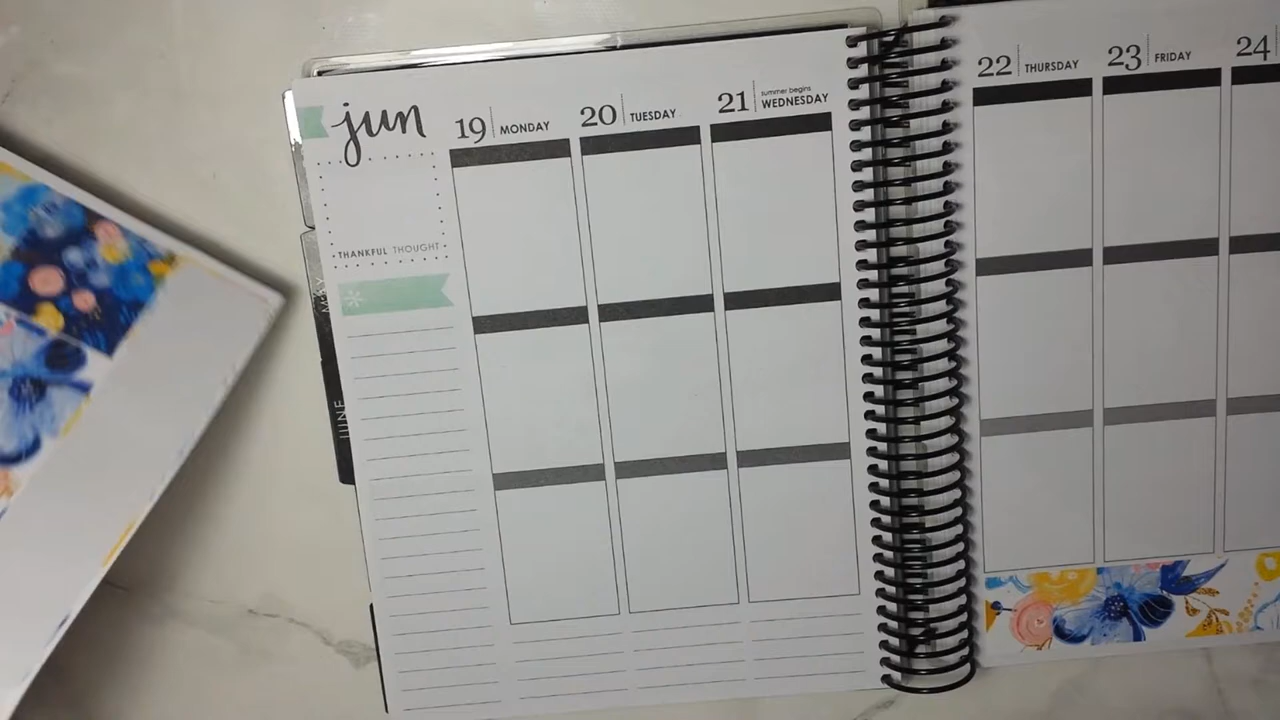 jun
19 MONDAY
20 TUESDAY
21 summer begins WEDNESDAY
22 THURSDAY
23 FRIDAY
24
THANKFUL THOUGHT
MAY
JUNE